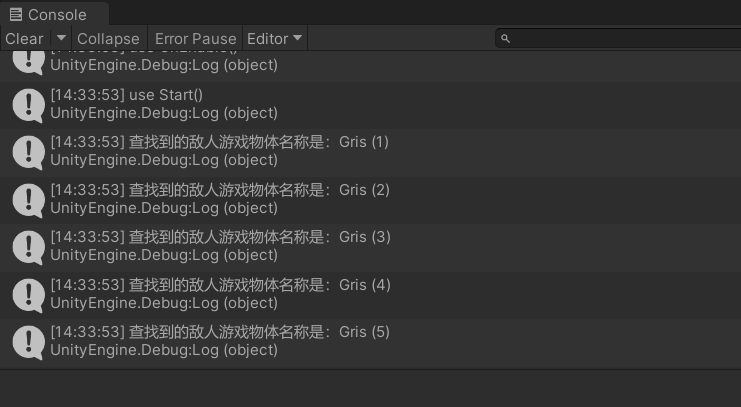 Console
Clear Collapse Error Pause Editor
UnityEngine.Debug:Log (object)
[14:33:53] use Start()
UnityEngine.Debug:Log (object)
[14:33:53] 查找到的敌人游戏物体名称是：Gris (1)
UnityEngine.Debug:Log (object)
[14:33:53] 查找到的敌人游戏物体名称是：Gris (2)
UnityEngine.Debug:Log (object)
[14:33:53] 查找到的敌人游戏物体名称是：Gris (3)
UnityEngine.Debug:Log (object)
[14:33:53] 查找到的敌人游戏物体名称是：Gris (4)
UnityEngine.Debug:Log (object)
[14:33:53] 查找到的敌人游戏物体名称是：Gris (5)
UnityEngine.Debug:Log (object)